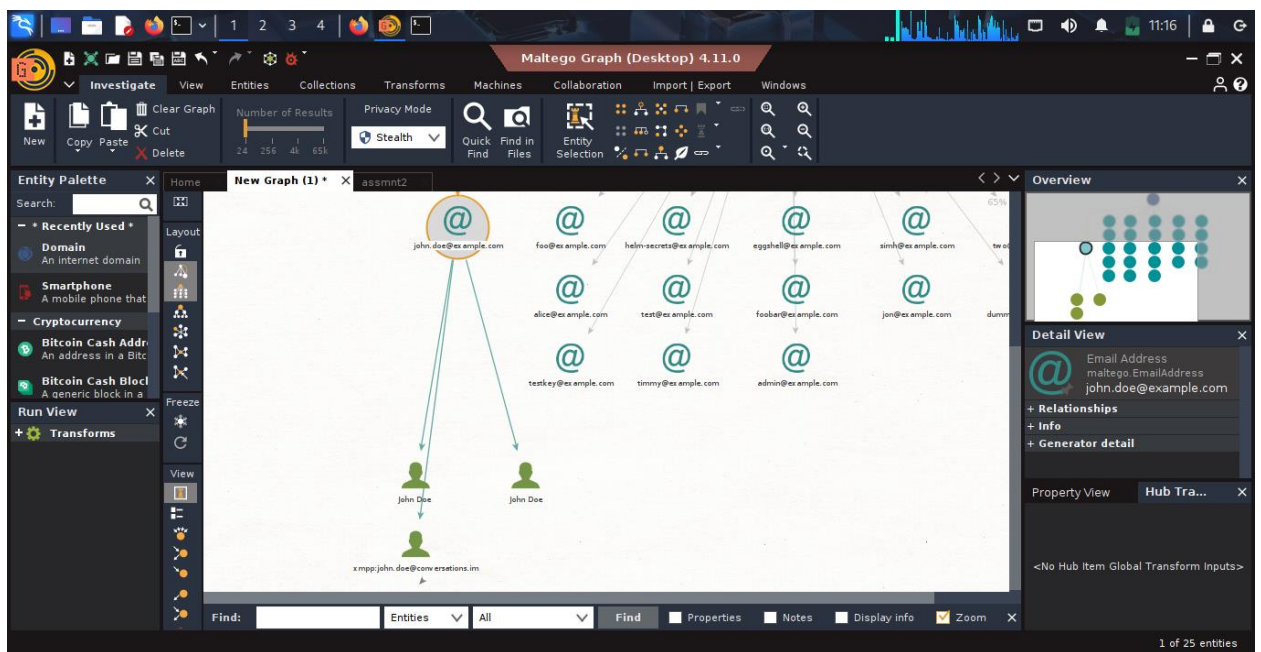 1 2 3 4
11:16
Maltego Graph (Desktop) 4.11.0
Investigate View Entities Collections Transforms Machines Collaboration Import | Export Windows
New
Copy Paste
Clear Graph
Cut
Delete
Number of Results
24 256 4k 65k
Privacy Mode
Stealth
Quick Find
Find in Files
Entity Selection
Entity Palette
Search:
- * Recently Used *
Domain
An internet domain
Smartphone
A mobile phone that
- Cryptocurrency
Bitcoin Cash Addr
An address in a Bitc
Bitcoin Cash Blocl
A generic block in a
Run View
+ Transforms
Home New Graph (1) * X assmnt2
Layout
Freeze
View
65%
john.doe@example.com
foo@example.com
helm-secrets@example.com
eggshell@example.com
simh@example.com
alice@example.com
test@example.com
foobar@example.com
jon@example.com
dumm
testkey@example.com
timmy@example.com
admin@example.com
John Doe
John Doe
xmpp:john.doe@conversations.im
Find: Entities All Find Properties Notes Display info Zoom X
Overview
Detail View
Email Address
maltego.EmailAddress
john.doe@example.com
+ Relationships
+ Info
+ Generator detail
Property View Hub Tra... X
<No Hub Item Global Transform Inputs>
1 of 25 entities